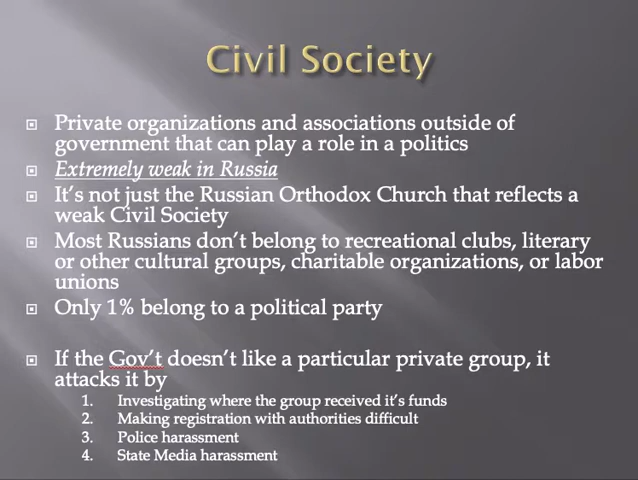 Civil Society
Private organizations and associations outside of
government that can play a role in a politics
Extremely weak in Russia
It's not just the Russian Orthodox Church that reflects a
weak Civil Society
Most Russians don't belong to recreational clubs, literary
or other cultural groups, charitable organizations, or labor
unions
Only 1% belong to a political party
If the Gov't doesn't like a particular private group, it
attacks it by
1. Investigating where the group received it's funds
2. Making registration with authorities difficult
3. Police harassment
4. State Media harassment